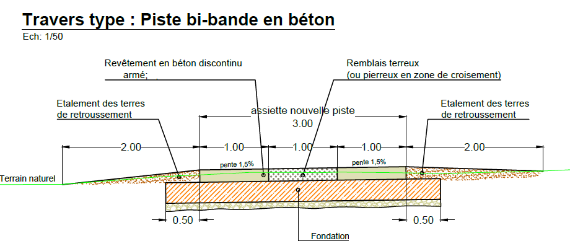 Travers type : Piste bi-bande en béton
Ech: 1/50
Revêtement en béton discontinu
armé;
Remblais terreux
(ou pierreux en zone de croisement)
Etalement des terres
de retroussement
assiette nouvelle piste
3.00
Etalement des terres
de retroussement
2.00
1.00
1.00
1.00
2.00
pente 1,5%
pente 1,5%
Terrain naturel
0.50
0.50
Fondation